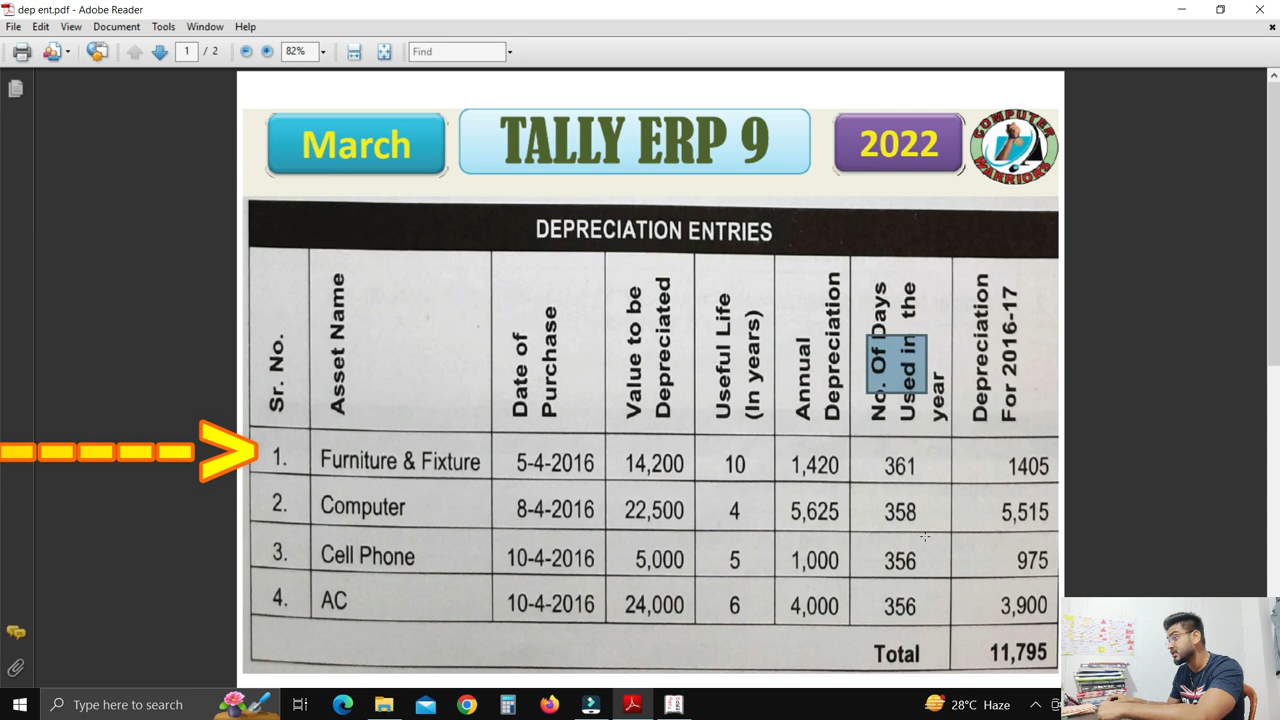 dep ent.pdf - Adobe Reader
File Edit View Document Tools Window Help
1 / 2 82% Find
March TALLY ERP 9 2022 COMPUTER WARRIORS
DEPRECIATION ENTRIES
Sr. No. Asset Name Date of Purchase Value to be Depreciated Useful Life (In years) Annual Depreciation No. Of Days Used in the year Depreciation For 2016-17
1. Furniture & Fixture 5-4-2016 14,200 10 1,420 361 1405
2. Computer 8-4-2016 22,500 4 5,625 358 5,515
3. Cell Phone 10-4-2016 5,000 5 1,000 356 975
4. AC 10-4-2016 24,000 6 4,000 356 3,900
Total 11,795
Type here to search 28°C Haze